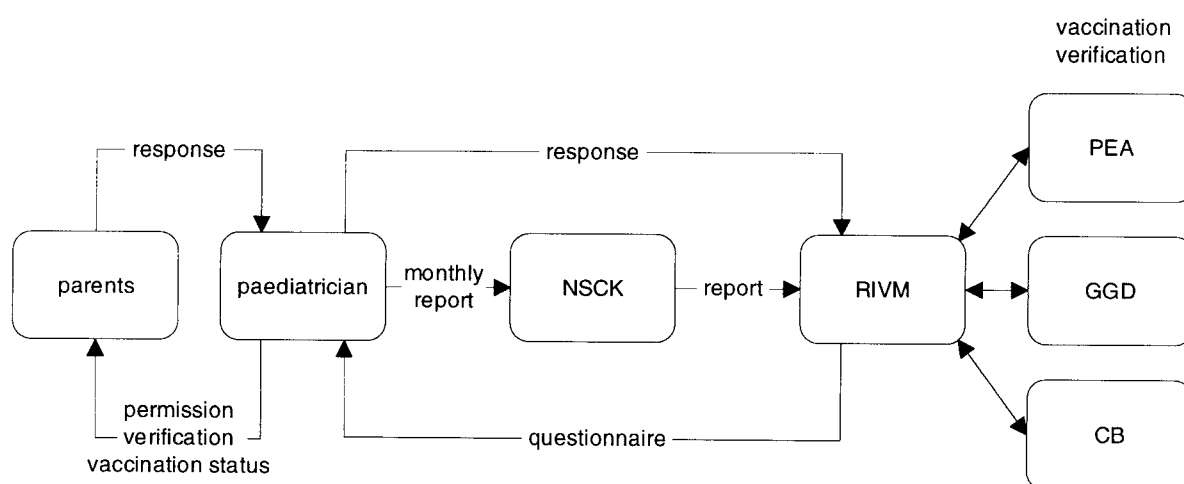 vaccination
verification
PEA
response
response
parents
paediatrician
monthly
report
NSCK
report
RIVM
GGD
permission
verification
vaccination status
questionnaire
CB